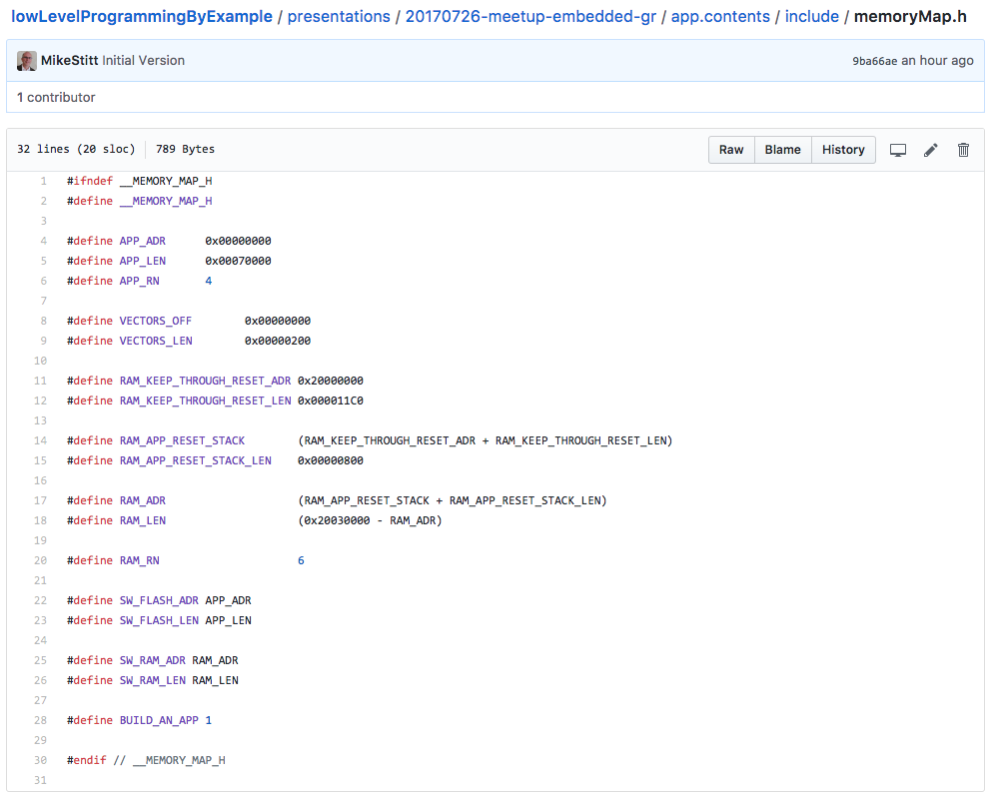 lowLevelProgrammingByExample / presentations / 20170726-meetup-embedded-gr / app.contents / include / memoryMap.h
MikeStitt Initial Version 9ba66ae an hour ago
1 contributor
32 lines (20 sloc) 789 Bytes Raw Blame History
1 #ifndef __MEMORY_MAP_H
2 #define __MEMORY_MAP_H
3
4 #define APP_ADR 0x00000000
5 #define APP_LEN 0x00070000
6 #define APP_RN 4
7
8 #define VECTORS_OFF 0x00000000
9 #define VECTORS_LEN 0x00000200
10
11 #define RAM_KEEP_THROUGH_RESET_ADR 0x20000000
12 #define RAM_KEEP_THROUGH_RESET_LEN 0x000011C0
13
14 #define RAM_APP_RESET_STACK (RAM_KEEP_THROUGH_RESET_ADR + RAM_KEEP_THROUGH_RESET_LEN)
15 #define RAM_APP_RESET_STACK_LEN 0x00000800
16
17 #define RAM_ADR (RAM_APP_RESET_STACK + RAM_APP_RESET_STACK_LEN)
18 #define RAM_LEN (0x20030000 - RAM_ADR)
19
20 #define RAM_RN 6
21
22 #define SW_FLASH_ADR APP_ADR
23 #define SW_FLASH_LEN APP_LEN
24
25 #define SW_RAM_ADR RAM_ADR
26 #define SW_RAM_LEN RAM_LEN
27
28 #define BUILD_AN_APP 1
29
30 #endif // __MEMORY_MAP_H
31